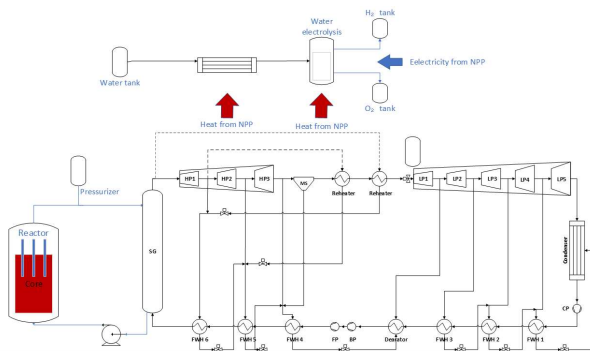 H₂ tank
Water
electrolysis
Eelectricity from NPP
Water tank
O₂ tank
Heat from NPP
Heat from NPP
Pressurizer
HP1
HP2
HP3
MS
Reheater
Reheater
LP1
LP2
LP3
LP4
LP5
Reactor
Core
SG
Condenser
CP
FWH 6
FWH 5
FWH 4
FP
BP
Deaerator
FWH 3
FWH 2
FWH 1